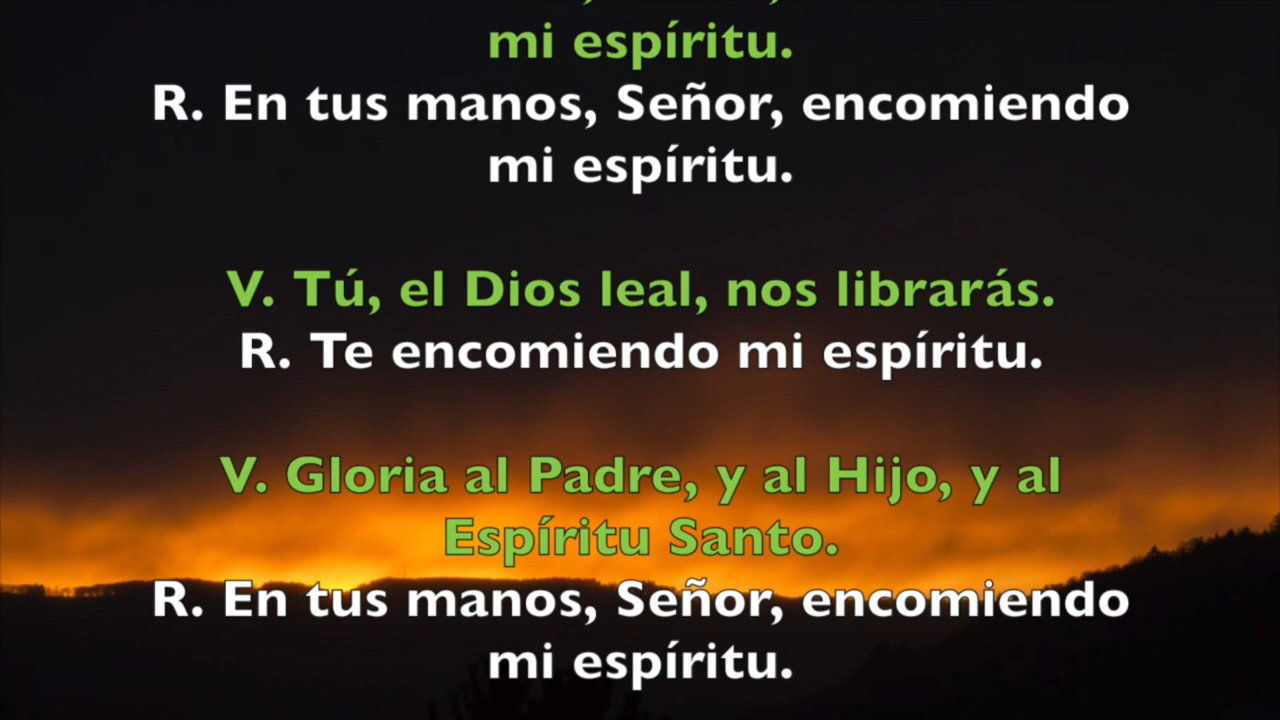 mi espíritu.
R. En tus manos, Señor, encomiendo
mi espíritu.
V. Tú, el Dios leal, nos librarás.
R. Te encomiendo mi espíritu.
V. Gloria al Padre, y al Hijo, y al
Espíritu Santo.
R. En tus manos, Señor, encomiendo
mi espíritu.